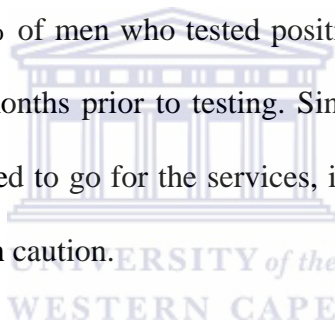 of men who tested positi
onths prior to testing. Sin
ed to go for the services, i
caution.
UNIVERSITY of the
WESTERN CAPE